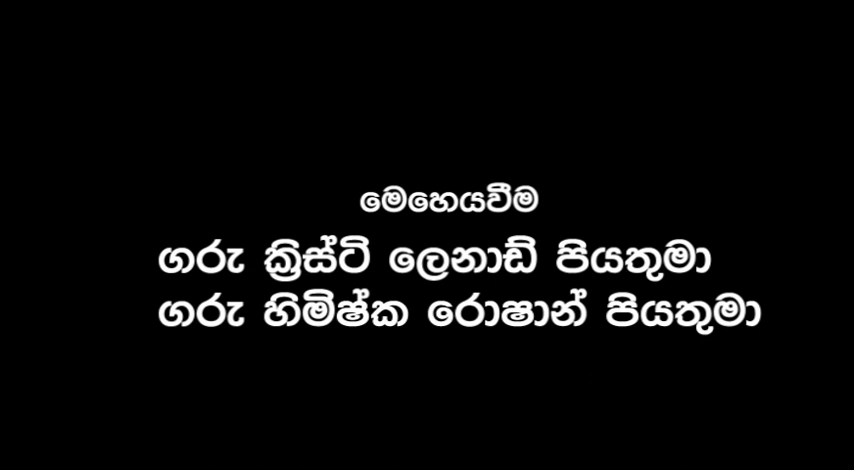 මෙහෙයවීම
ගරු ක්‍රිස්ටි ලෙනාඩ් පියතුමා
ගරු හිමිෂ්ක රොෂාන් පියතුමා